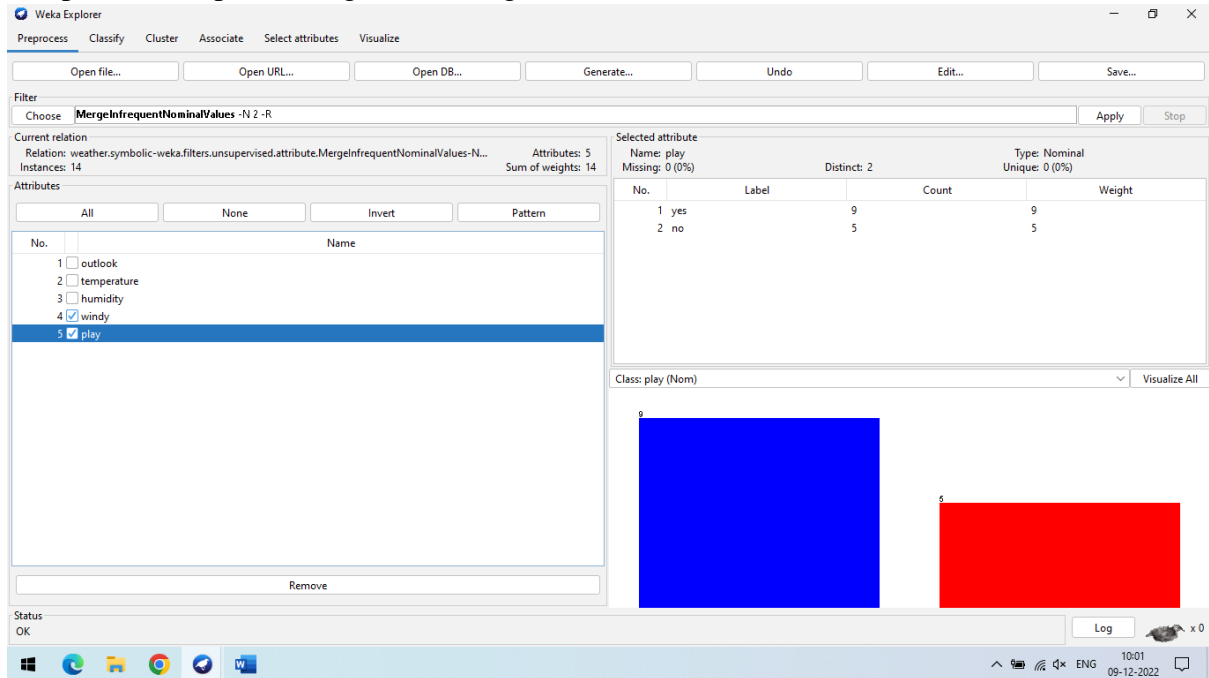 Weka Explorer
Preprocess Classify Cluster Associate Select attributes Visualize
Open file... Open URL... Open DB... Generate... Undo Edit... Save...
Filter
Choose MergeInfrequentNominalValues -N 2 -R Apply Stop
Current relation
Relation: weather.symbolic-weka.filters.unsupervised.attribute.MergeInfrequentNominalValues-N... Attributes: 5
Instances: 14 Sum of weights: 14
Attributes
All None Invert Pattern
No. Name
1 outlook
2 temperature
3 humidity
4 windy
5 play
Remove
Selected attribute
Name: play Type: Nominal
Missing: 0 (0%) Distinct: 2 Unique: 0 (0%)
No. Label Count Weight
1 yes 9 9
2 no 5 5
Class: play (Nom) Visualize All
9
5
Status
OK Log x 0
ENG 10:01
09-12-2022